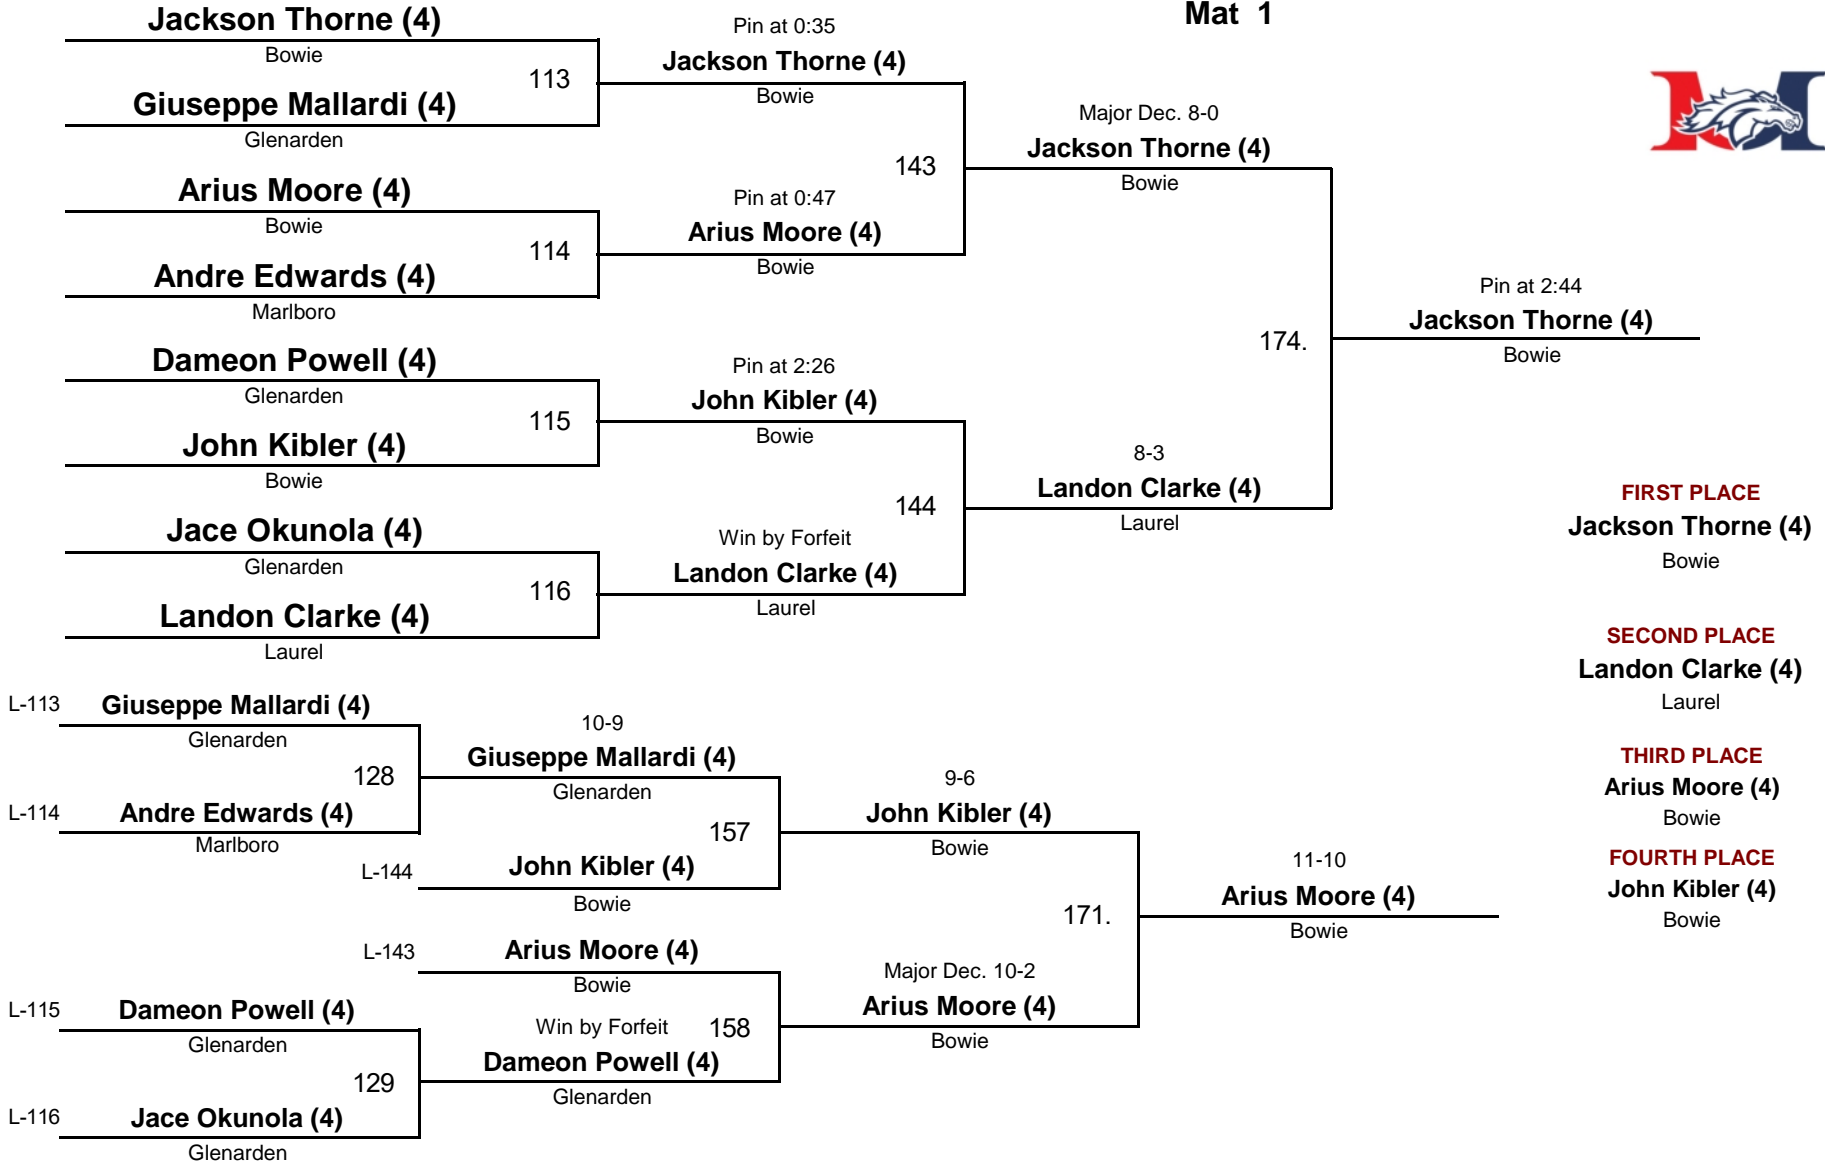 Mat 1
Jackson Thorne (4)
Bowie
113
Giuseppe Mallardi (4)
Glenarden
Arius Moore (4)
Bowie
114
Andre Edwards (4)
Marlboro
Dameon Powell (4)
Glenarden
115
John Kibler (4)
Bowie
Jace Okunola (4)
Glenarden
116
Landon Clarke (4)
Laurel
Pin at 0:35
Jackson Thorne (4)
Bowie
143
Pin at 0:47
Arius Moore (4)
Bowie
Pin at 2:26
John Kibler (4)
Bowie
144
Win by Forfeit
Landon Clarke (4)
Laurel
Major Dec. 8-0
Jackson Thorne (4)
Bowie
174.
8-3
Landon Clarke (4)
Laurel
Pin at 2:44
Jackson Thorne (4)
Bowie
FIRST PLACE
Jackson Thorne (4)
Bowie
SECOND PLACE
Landon Clarke (4)
Laurel
THIRD PLACE
Arius Moore (4)
Bowie
FOURTH PLACE
John Kibler (4)
Bowie
L-113 Giuseppe Mallardi (4)
Glenarden
128
L-114 Andre Edwards (4)
Marlboro
10-9
Giuseppe Mallardi (4)
Glenarden
157
L-144 John Kibler (4)
Bowie
L-143 Arius Moore (4)
Bowie
158
Win by Forfeit
Dameon Powell (4)
Glenarden
L-115 Dameon Powell (4)
Glenarden
129
L-116 Jace Okunola (4)
Glenarden
9-6
John Kibler (4)
Bowie
171.
Major Dec. 10-2
Arius Moore (4)
Bowie
11-10
Arius Moore (4)
Bowie